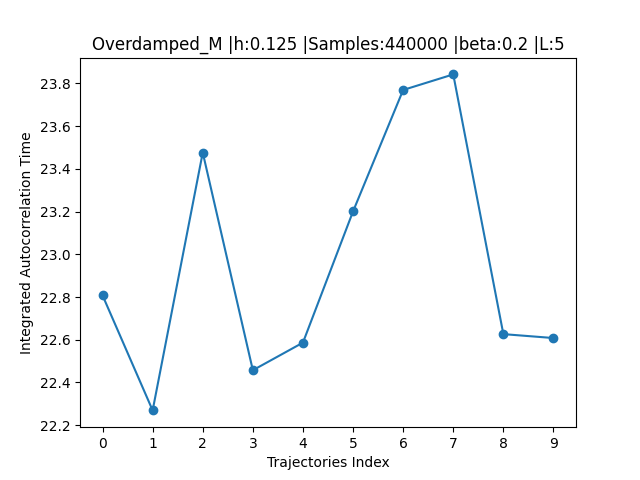 Overdamped_M |h:0.125 |Samples:440000 |beta:0.2 |L:5
Integrated Autocorrelation Time
23.8
23.6
23.4
23.2
23.0
22.8
22.6
22.4
22.2
0 1 2 3 4 5 6 7 8 9
Trajectories Index